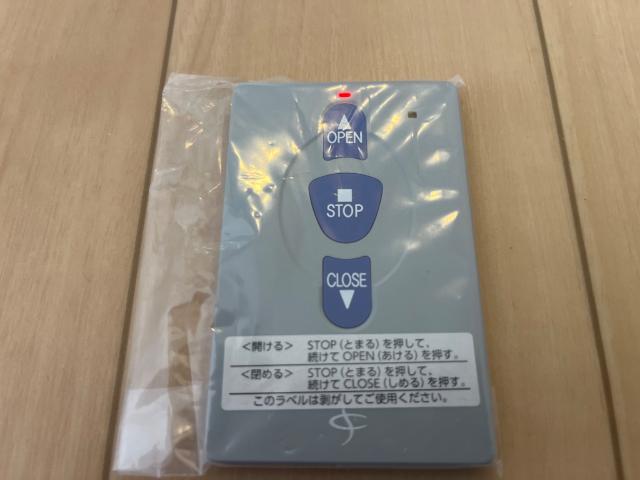 OPEN
STOP
CLOSE
<開ける> STOP(とまる)を押して、
続けて OPEN(あける)を押す。
<閉める> STOP(とまる)を押して、
続けて CLOSE(しめる)を押す。
このラベルは剥がしてご使用ください。